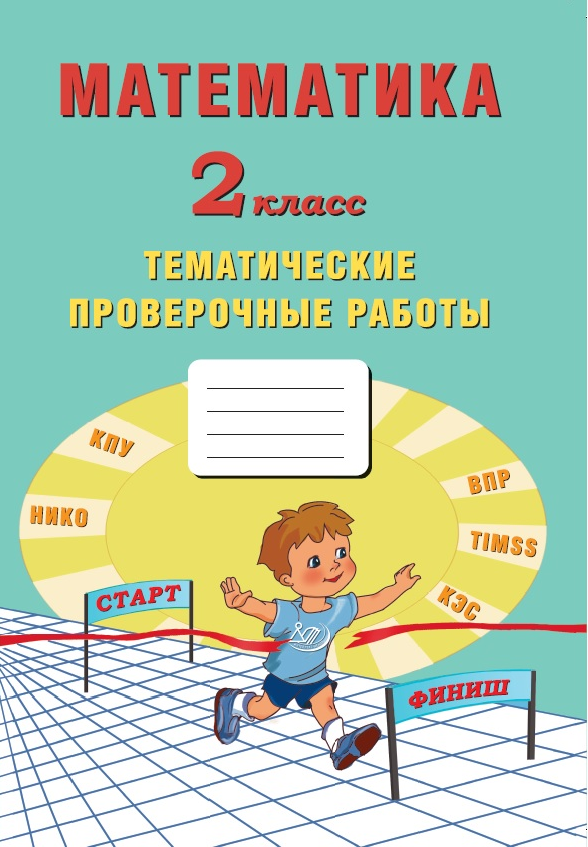 МАТЕМАТИКА
2 класс
ТЕМАТИЧЕСКИЕ
ПРОВЕРОЧНЫЕ РАБОТЫ
КПУ
НИКО
ВПР
TIMSS
КЭС
СТАРТ
ФИНИШ